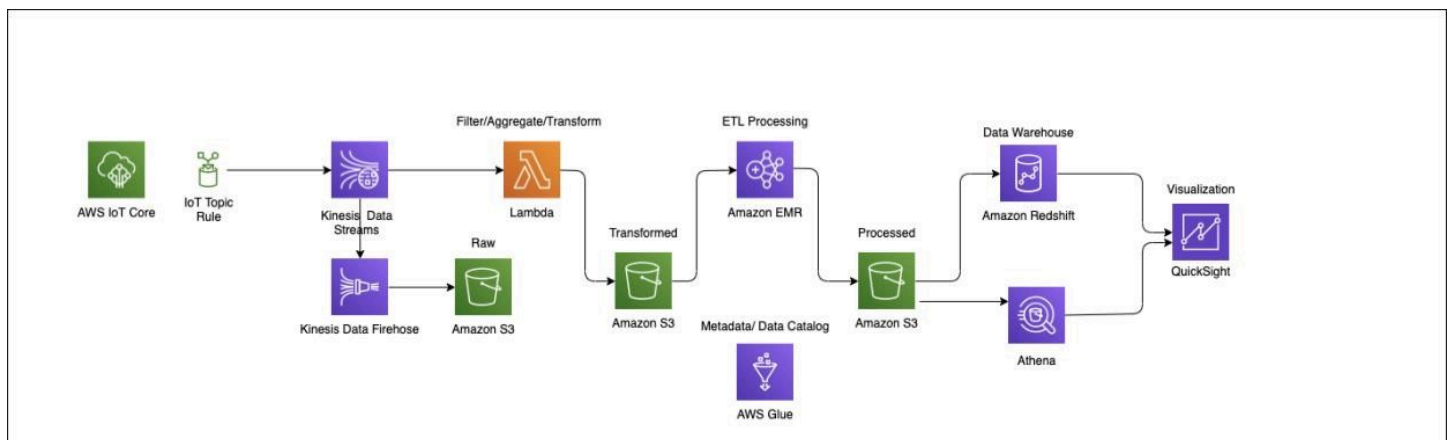 Filter/Aggregate/Transform
ETL Processing
Data Warehouse
Visualization
AWS IoT Core
IoT Topic
Rule
Kinesis Data
Streams
Lambda
Amazon EMR
Amazon Redshift
Raw
Transformed
Processed
QuickSight
Kinesis Data Firehose
Amazon S3
Amazon S3
Amazon S3
Metadata/ Data Catalog
Athena
AWS Glue